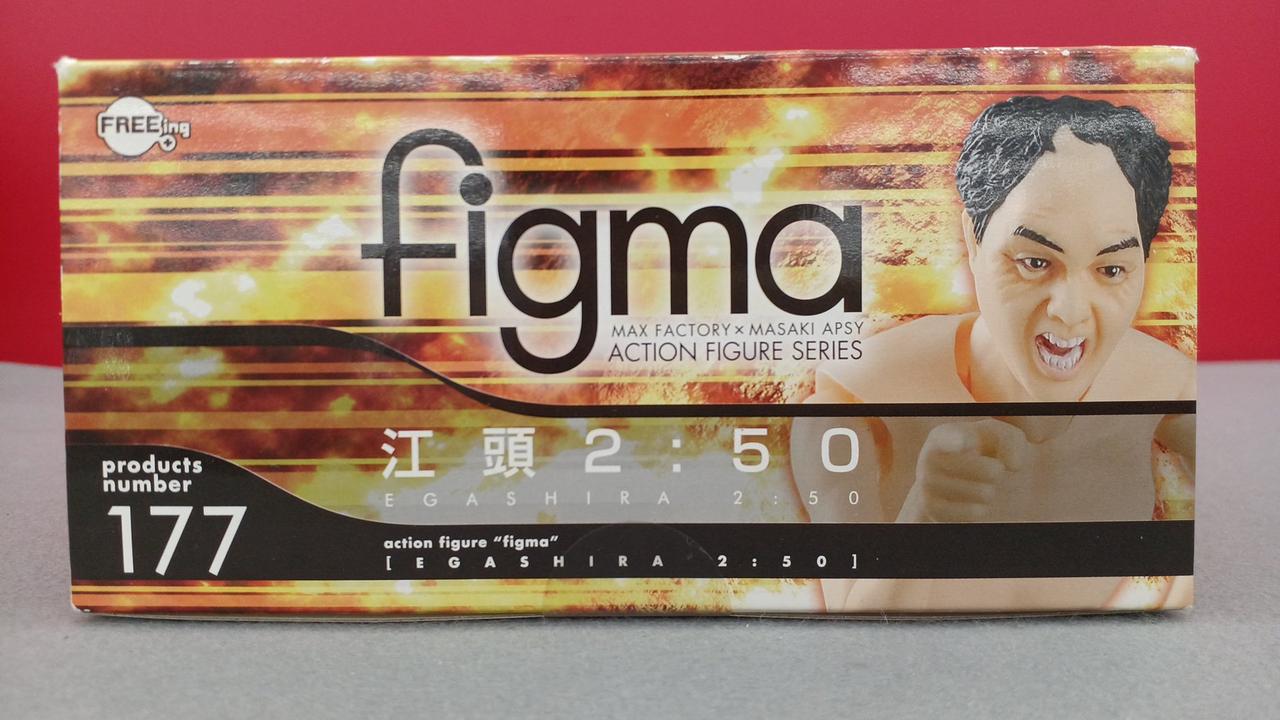 FREEing
figma
MAX FACTORY × MASAKI APSY
ACTION FIGURE SERIES
江頭2:50
EGASHIRA 2:50
products
number
177
action figure "figma"
[EGASHIRA 2:50]